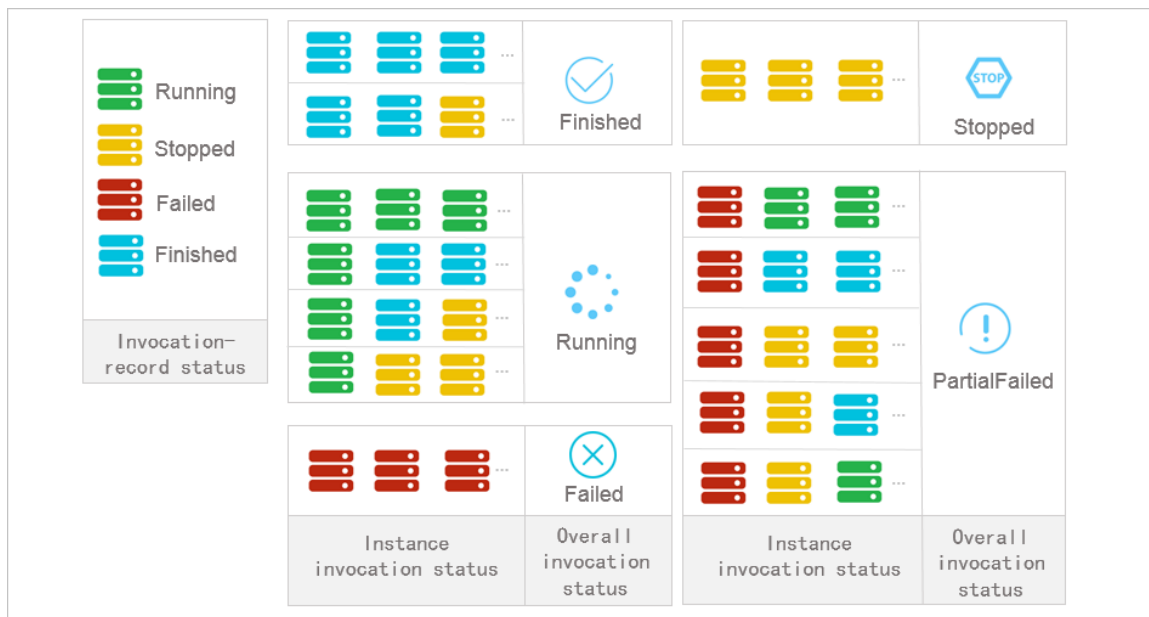 Running
Stopped
Failed
Finished
Invocation-
record status
...
...
Finished
...
...
...
...
Running
...
Failed
Instance
invocation status
Overall
invocation
status
...
STOP
Stopped
...
...
...
...
...
PartialFailed
Instance
invocation status
Overall
invocation
status